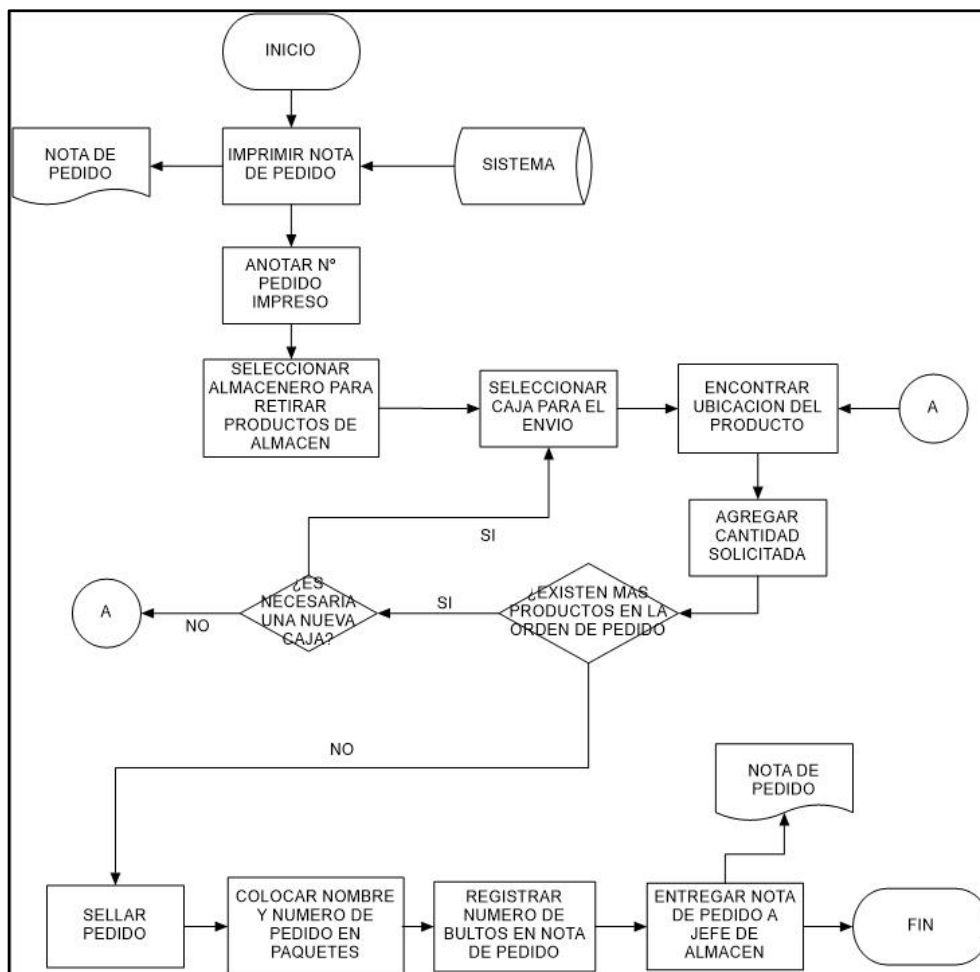 INICIO
NOTA DE
PEDIDO
IMPRIMIR NOTA
DE PEDIDO
SISTEMA
ANOTAR Nº
PEDIDO
IMPRESO
SELECCIONAR
ALMACENERO PARA
RETIRAR
PRODUCTOS DE
ALMACEN
SELECCIONAR
CAJA PARA EL
ENVIO
ENCONTRAR
UBICACION DEL
PRODUCTO
A
AGREGAR
CANTIDAD
SOLICITADA
SI
¿EXISTEN MAS
PRODUCTOS EN LA
ORDEN DE PEDIDO
SI
¿ES
NECESARIA
UNA NUEVA
CAJA?
NO
A
NO
NOTA DE
PEDIDO
SELLAR
PEDIDO
COLOCAR NOMBRE
Y NUMERO DE
PEDIDO EN
PAQUETES
REGISTRAR
NUMERO DE
BULTOS EN NOTA
DE PEDIDO
ENTREGAR NOTA
DE PEDIDO A
JEFE DE
ALMACEN
FIN